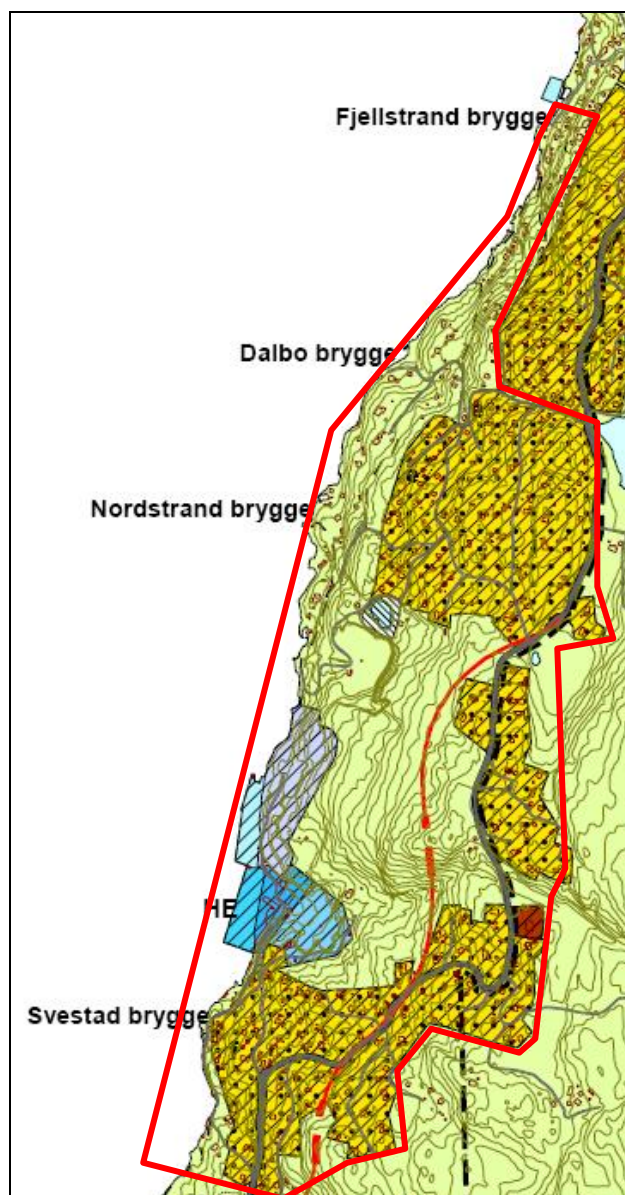 Fjellstrand brygge
Dalbo brygge
Nordstrand brygge
HE
Svestad brygge